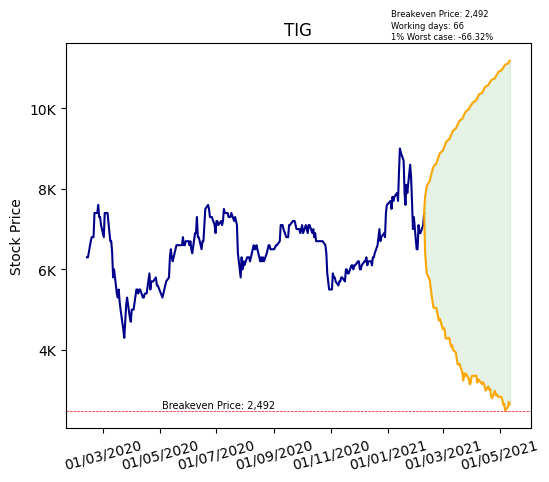 Breakeven Price: 2,492
Working days: 66
1% Worst case: -66.32%
TIG
Stock Price
10K
8K
6K
4K
Breakeven Price: 2,492
01/03/2020 01/05/2020 01/07/2020 01/09/2020 01/11/2020 01/01/2021 01/03/2021 01/05/2021